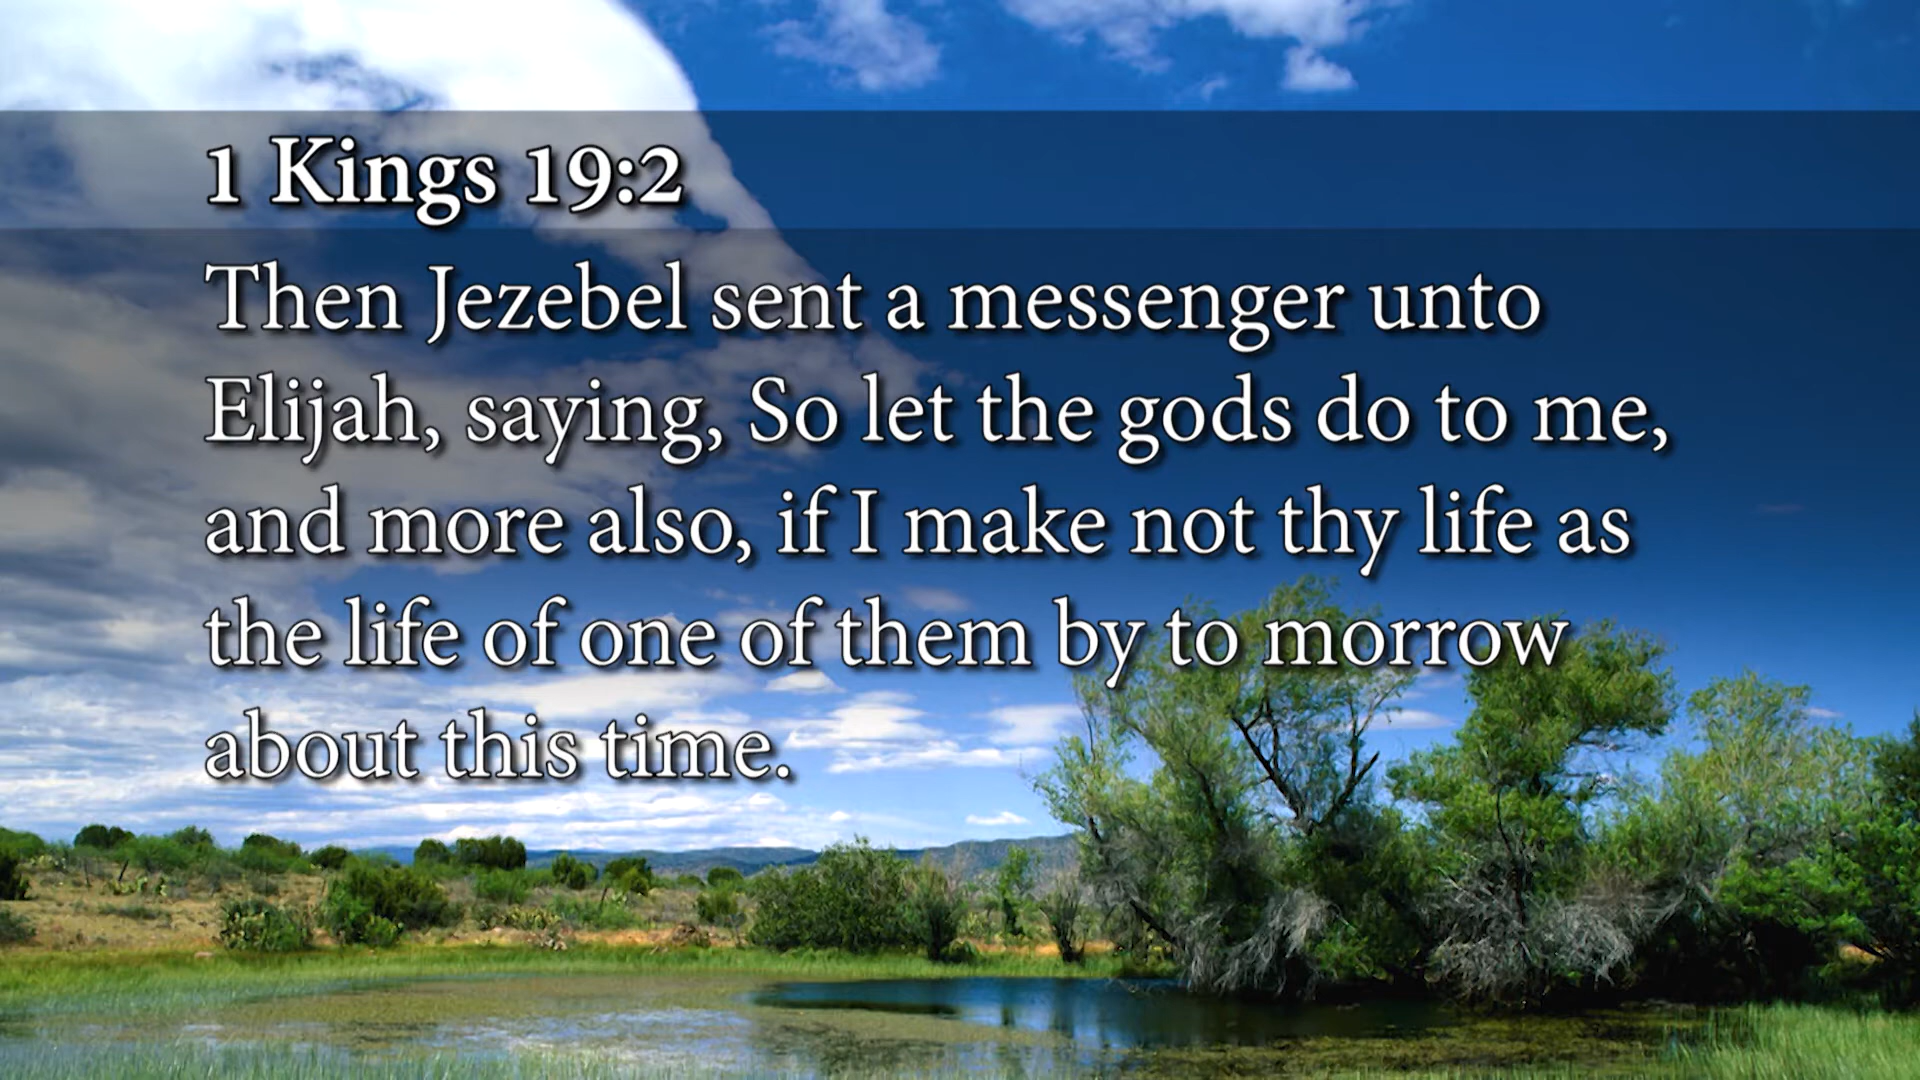 1 Kings 19:2
Then Jezebel sent a messenger unto
Elijah, saying, So let the gods do to me,
and more also, if I make not thy life as
the life of one of them by to morrow
about this time.